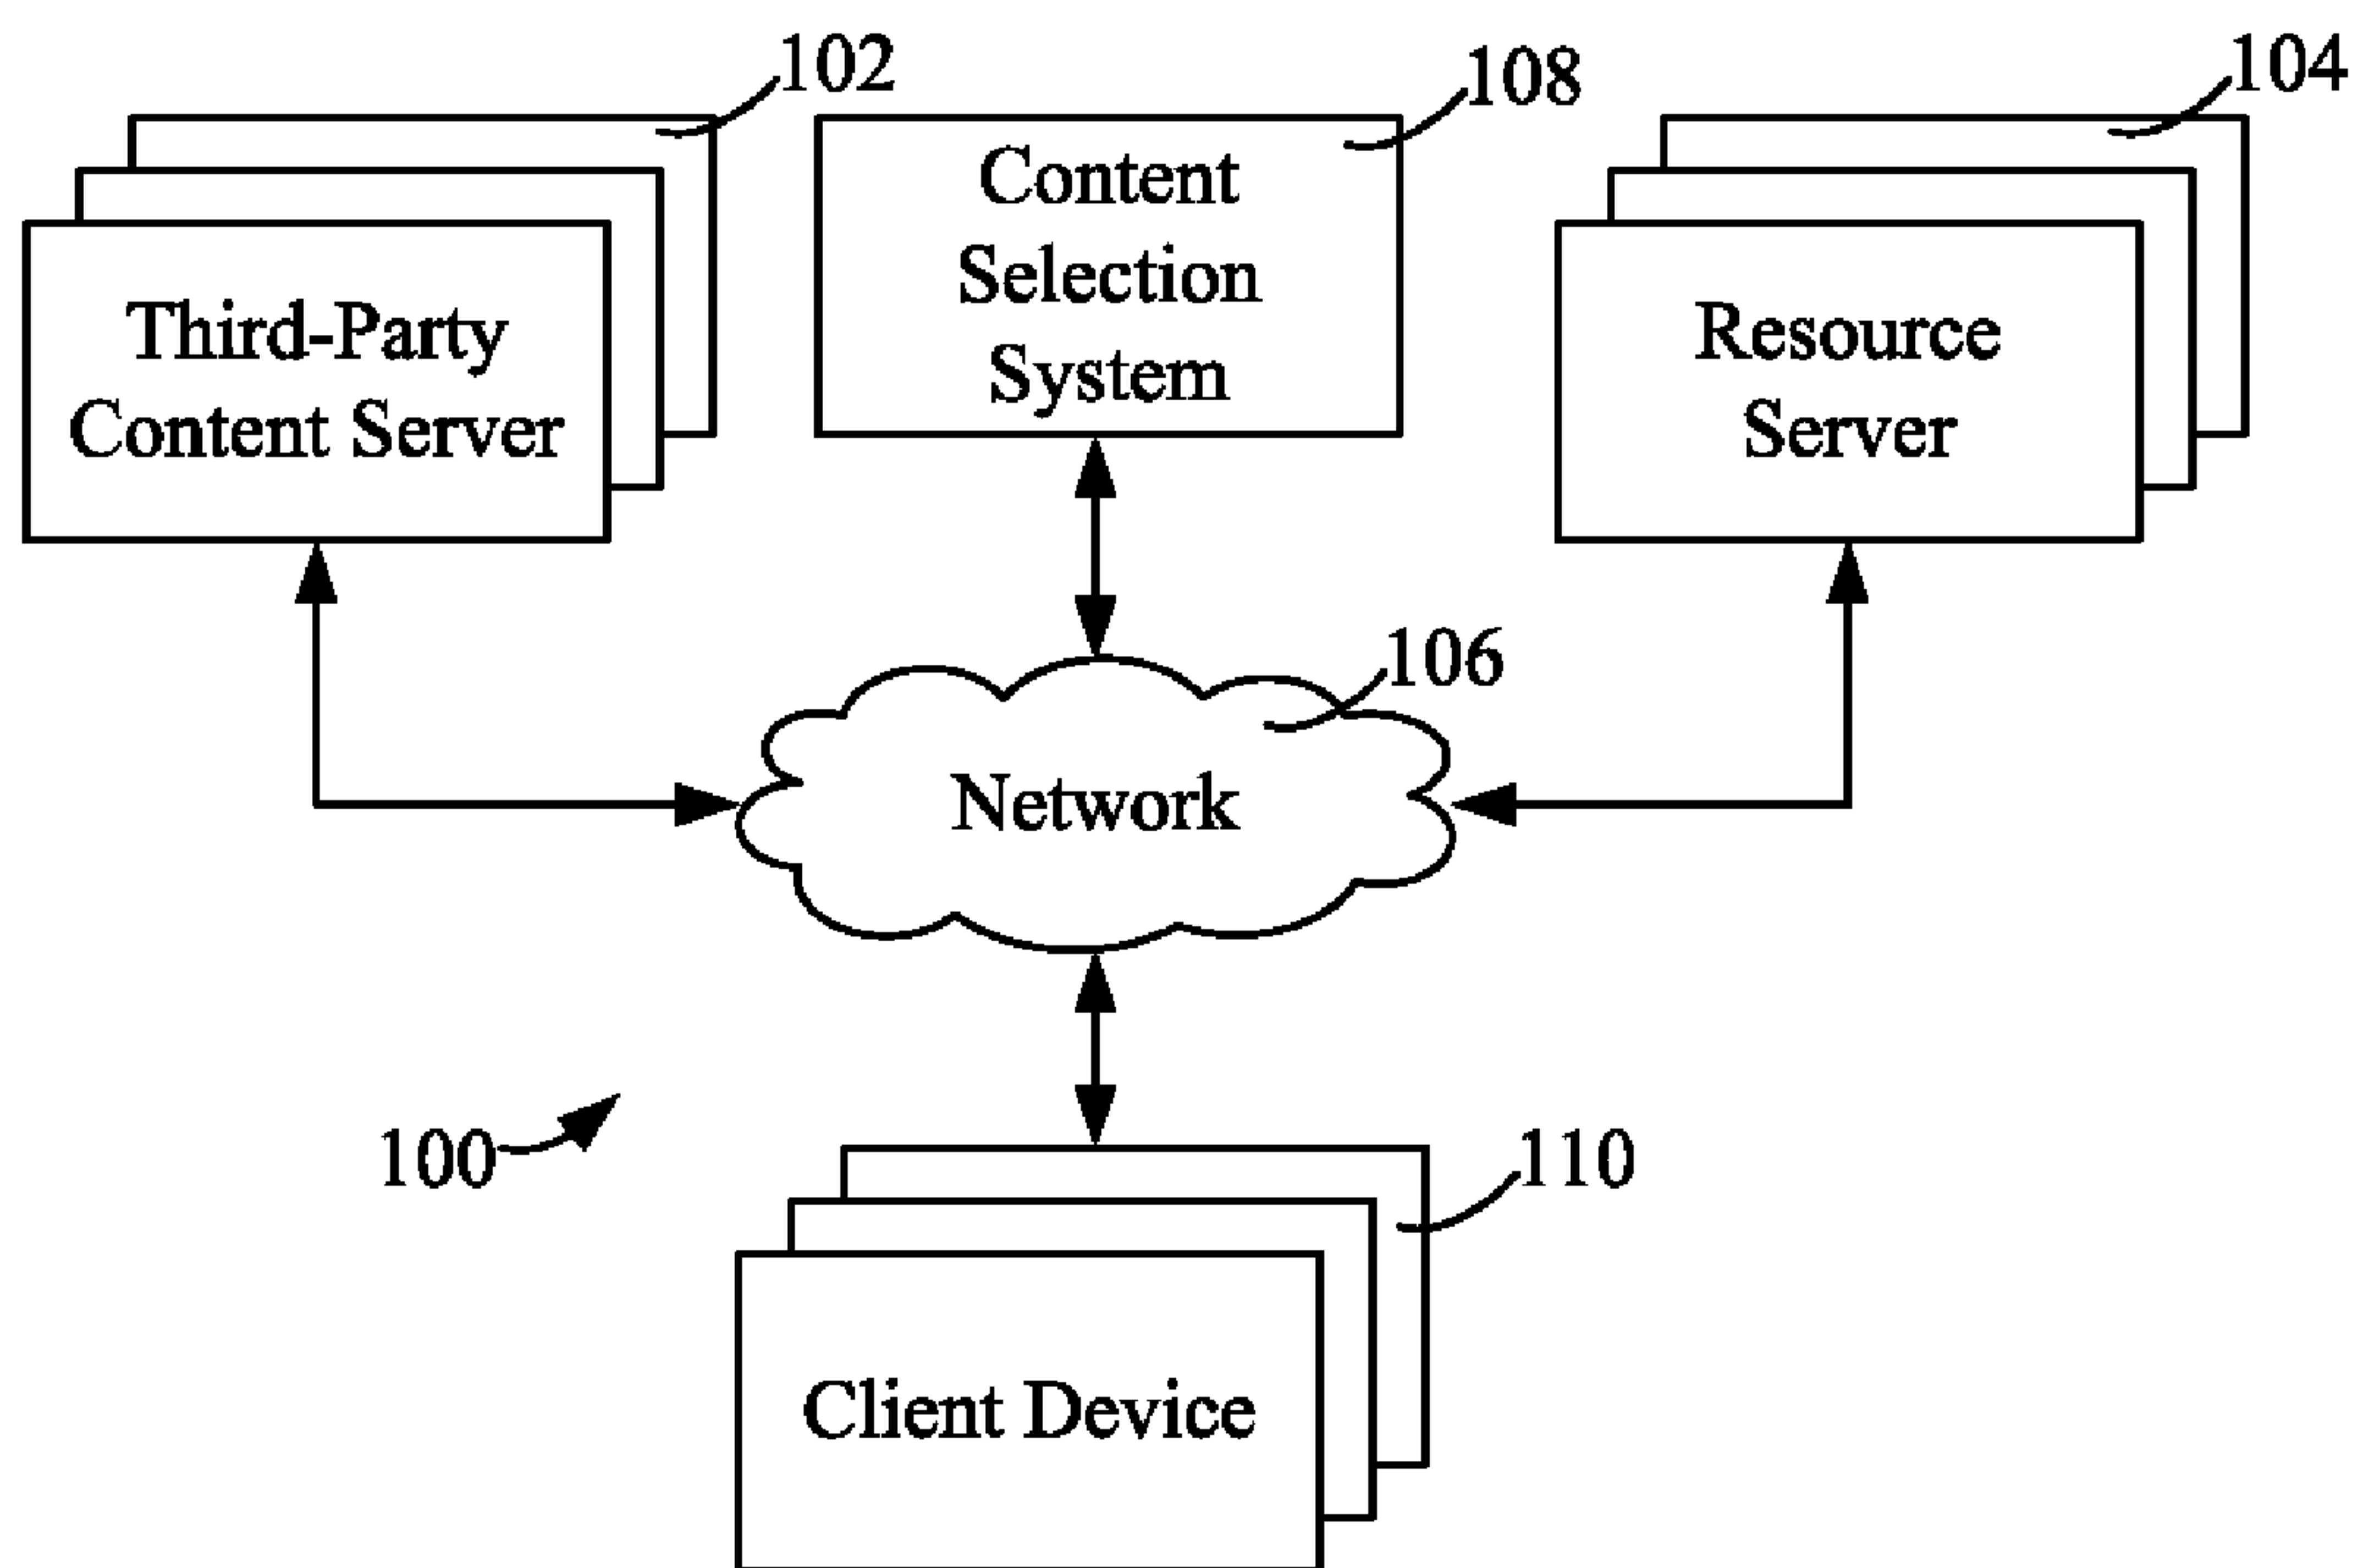 102
108
104
Content
Selection
System
Third-Party
Content Server
Resource
Server
106
Network
100
110
Client Device